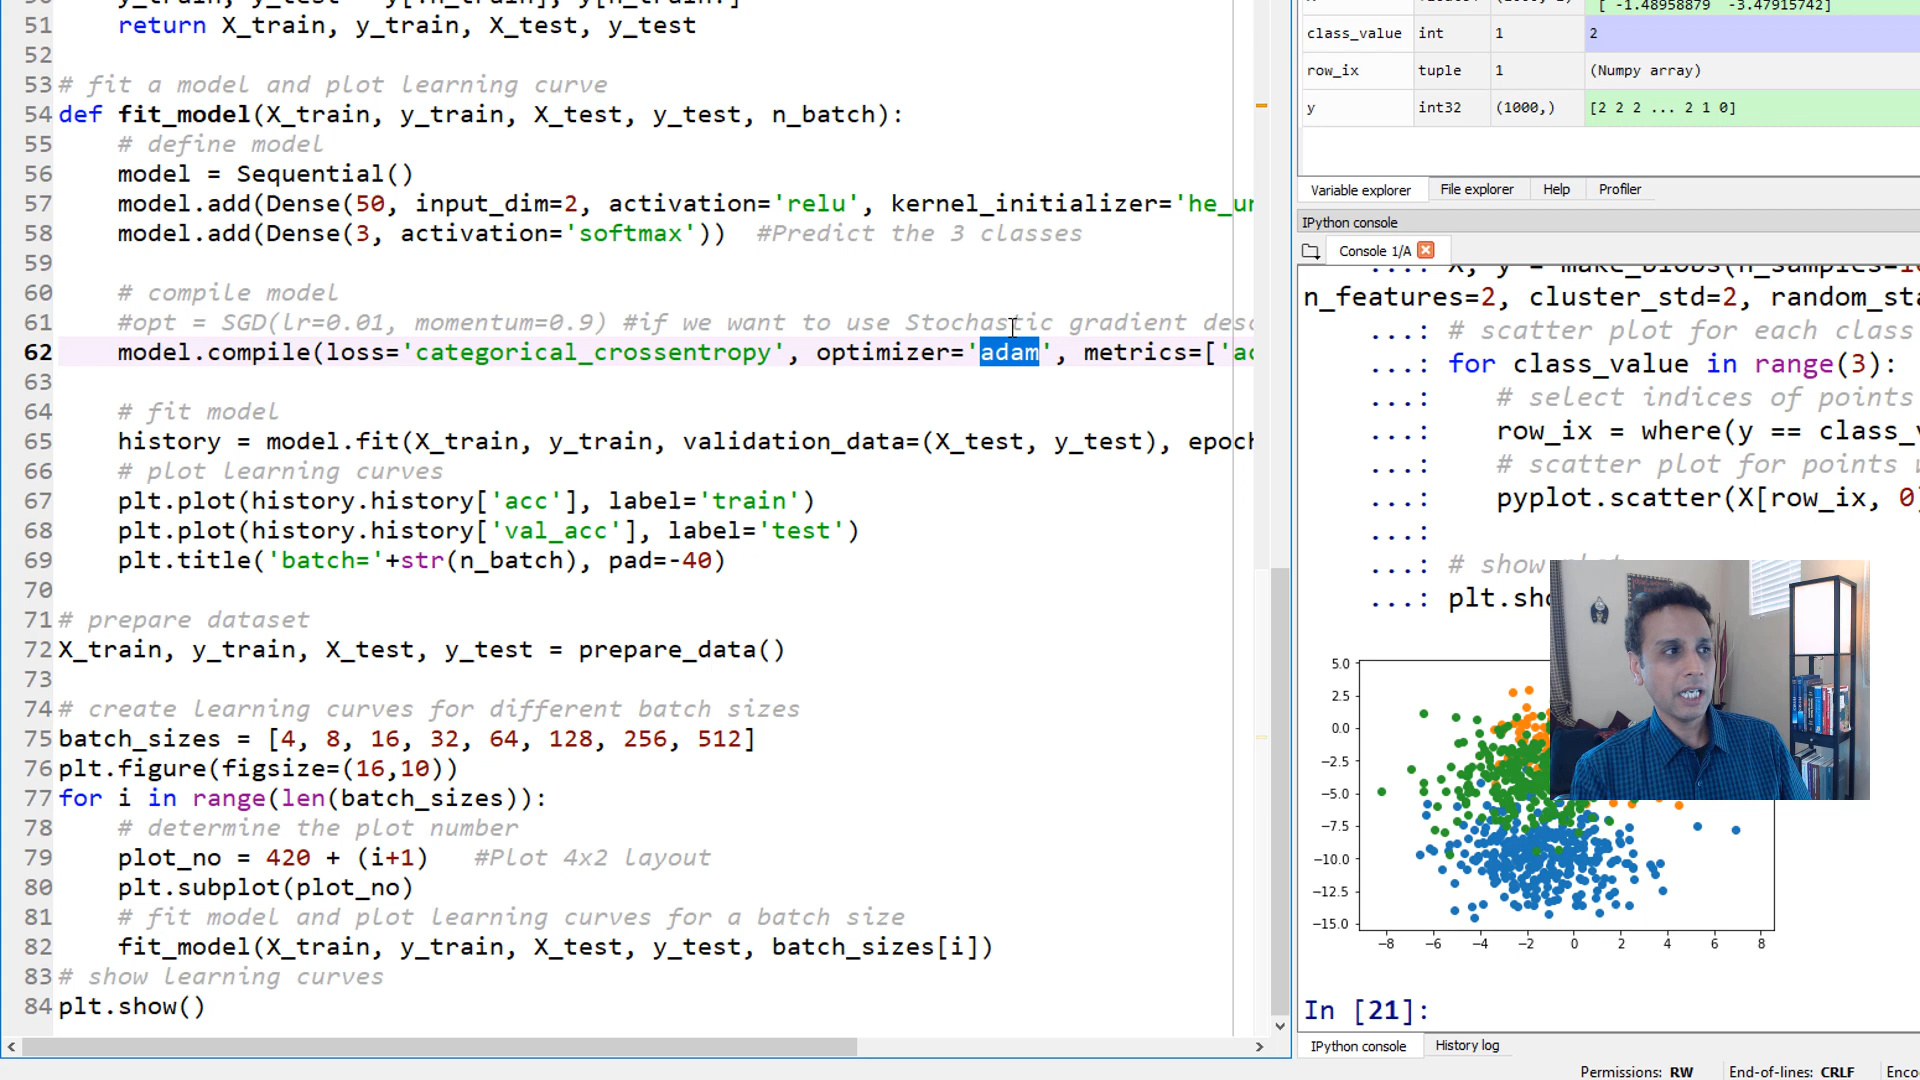 51 return X_train, y_train, X_test, y_test
52
53 # fit a model and plot learning curve
54 def fit_model(X_train, y_train, X_test, y_test, n_batch):
55 # define model
56 model = Sequential()
57 model.add(Dense(50, input_dim=2, activation='relu', kernel_initializer='he_
58 model.add(Dense(3, activation='softmax')) #Predict the 3 classes
59
60 # compile model
61 #opt = SGD(lr=0.01, momentum=0.9) #if we want to use Stochastic gradient
62 model.compile(loss='categorical_crossentropy', optimizer='adam', metrics=['
63
64 # fit model
65 history = model.fit(X_train, y_train, validation_data=(X_test, y_test), epoch
66 # plot learning curves
67 plt.plot(history.history['acc'], label='train')
68 plt.plot(history.history['val_acc'], label='test')
69 plt.title('batch='+str(n_batch), pad=-40)
70
71 # prepare dataset
72 X_train, y_train, X_test, y_test = prepare_data()
73
74 # create learning curves for different batch sizes
75 batch_sizes = [4, 8, 16, 32, 64, 128, 256, 512]
76 plt.figure(figsize=(16,10))
77 for i in range(len(batch_sizes)):
78 # determine the plot number
79 plot_no = 420 + (i+1) #Plot 4x2 layout
80 plt.subplot(plot_no)
81 # fit model and plot learning curves for a batch size
82 fit_model(X_train, y_train, X_test, y_test, batch_sizes[i])
83 # show learning curves
84 plt.show()
[ -1.48958879 -3.47915742]
class_value int 1 2
row_ix tuple 1 (Numpy array)
y int32 (1000,) [2 2 2 ... 2 1 0]
Variable explorer File explorer Help Profiler
IPython console
Console 1/A
...: X, y = make_blobs(n_samples=
n_features=2, cluster_std=2,
...: # scatter plot for each class
...: for class_value in range(3):
...: # select indices of points
...: row_ix = where(y ==
...: # scatter plot for points
...: pyplot.scatter(X[row_ix, 0
...:
...: # show
...:
5.0
2.5
0.0
−2.5
−5.0
−7.5
−10.0
−12.5
−15.0
−8 −6 −4 −2 0 2 4 6 8
In [21]:
IPython console History log
Permissions: RW End-of-lines: CRLF